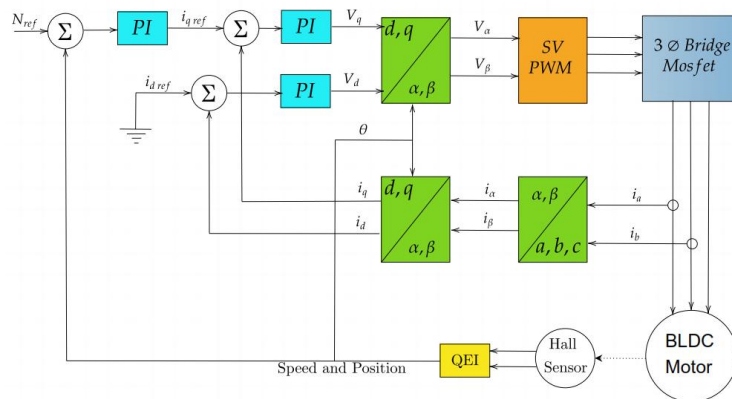 N_ref
Σ
PI
i_q ref
Σ
PI
V_q
d, q
α, β
V_α
SV
PWM
3 ∅ Bridge
Mosfet
i_d ref
Σ
PI
V_d
V_β
θ
i_q
d, q
i_α
α, β
i_a
i_d
α, β
i_β
a, b, c
i_b
Speed and Position
QEI
Hall
Sensor
BLDC
Motor